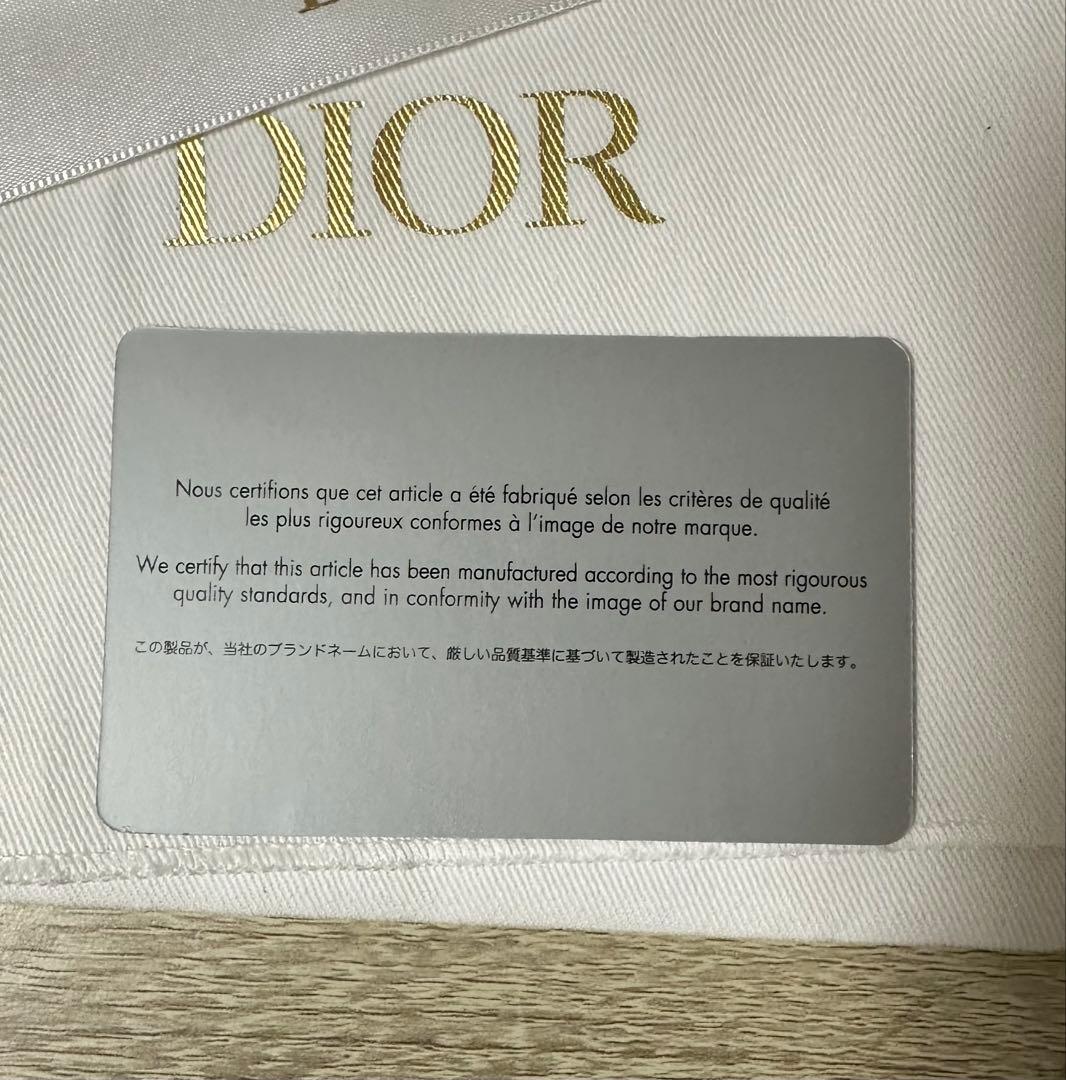 DIOR
Nous certifions que cet article a été fabriqué selon les critères de qualité
les plus rigoureux conformes à l'image de notre marque.
We certify that this article has been manufactured according to the most rigourous
quality standards, and in conformity with the image of our brand name.
この製品が、当社のブランドネームにおいて、厳しい品質基準に基づいて製造されたことを保証いたします。